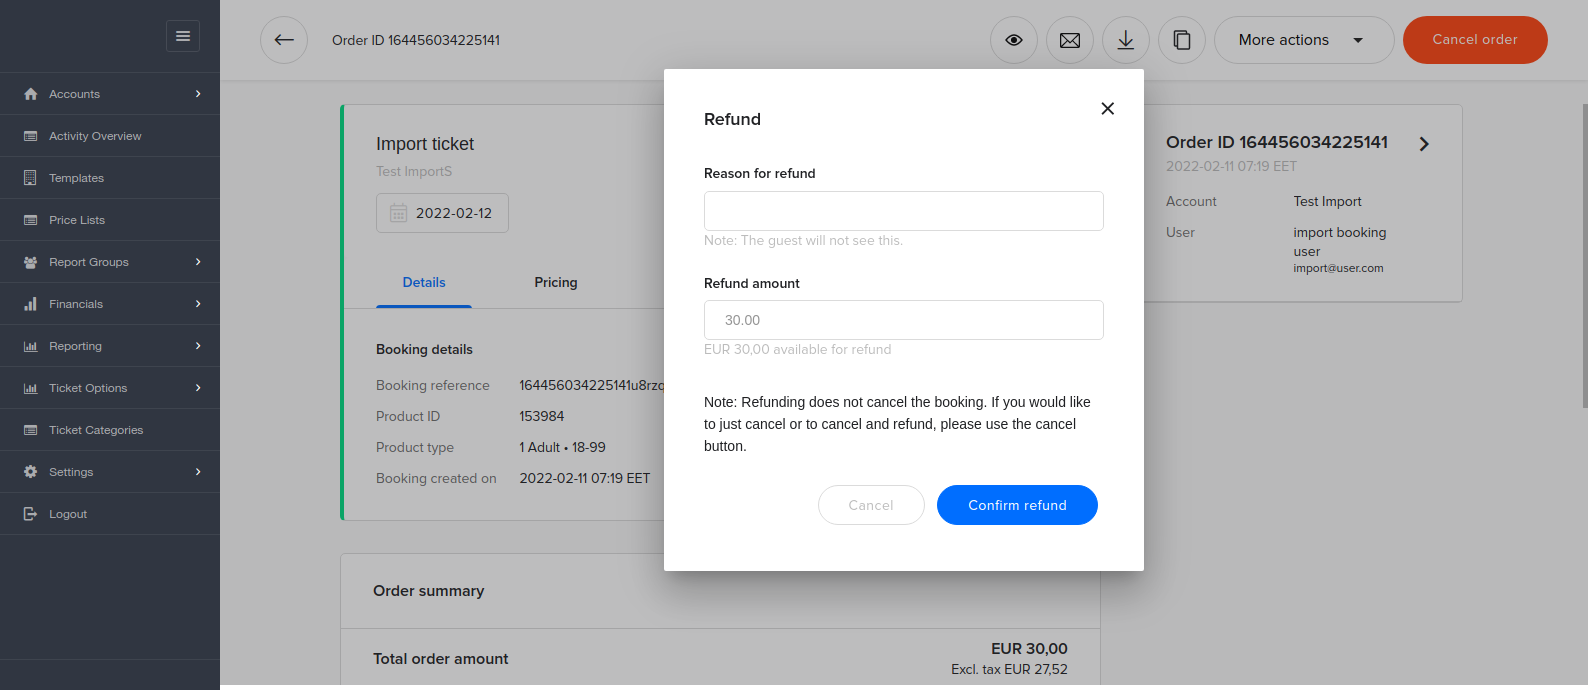 Order ID 164456034225141
More actions
Cancel order
Accounts
Activity Overview
Templates
Price Lists
Report Groups
Financials
Reporting
Ticket Options
Ticket Categories
Settings
Logout
Import ticket
Test ImportS
2022-02-12
Details
Pricing
Booking details
Booking reference 164456034225141u8rzq
Product ID 153984
Product type 1 Adult • 18-99
Booking created on 2022-02-11 07:19 EET
Order summary
Total order amount
EUR 30,00
Excl. tax EUR 27,52
Refund
Reason for refund
Note: The guest will not see this.
Refund amount
30.00
EUR 30,00 available for refund
Note: Refunding does not cancel the booking. If you would like
to just cancel or to cancel and refund, please use the cancel
button.
Cancel
Confirm refund
Order ID 164456034225141
2022-02-11 07:19 EET
Account Test Import
User import booking
user
import@user.com